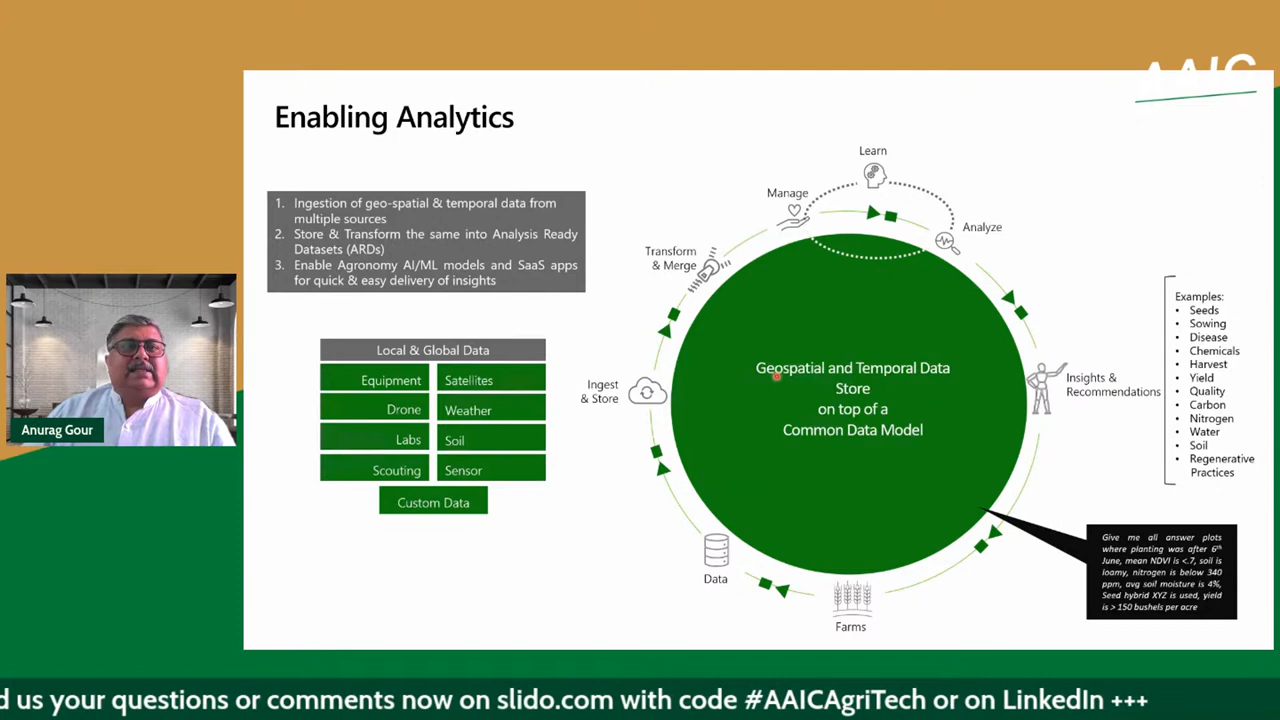 AAIC
Enabling Analytics
1. Ingestion of geo-spatial & temporal data from
multiple sources
2. Store & Transform the same into Analysis Ready
Datasets (ARDs)
3. Enable Agronomy AI/ML models and SaaS apps
for quick & easy delivery of insights
Local & Global Data
Equipment Satellites
Drone Weather
Labs Soil
Scouting Sensor
Custom Data
Learn
Manage
Analyze
Transform
& Merge
Ingest
& Store
Geospatial and Temporal Data
Store
on top of a
Common Data Model
Insights &
Recommendations
Data
Farms
Examples:
• Seeds
• Sowing
• Disease
• Chemicals
• Harvest
• Yield
• Quality
• Carbon
• Nitrogen
• Water
• Soil
• Regenerative
Practices
Give me all answer plots
where planting was after 6th
June, mean NDVI is <.7, soil is
loamy, nitrogen is below 340
ppm, avg soil moisture is 4%,
Seed hybrid XYZ is used, yield
is > 150 bushels per acre
Anurag Gour
d us your questions or comments now on slido.com with code #AAICAgriTech or on LinkedIn +++